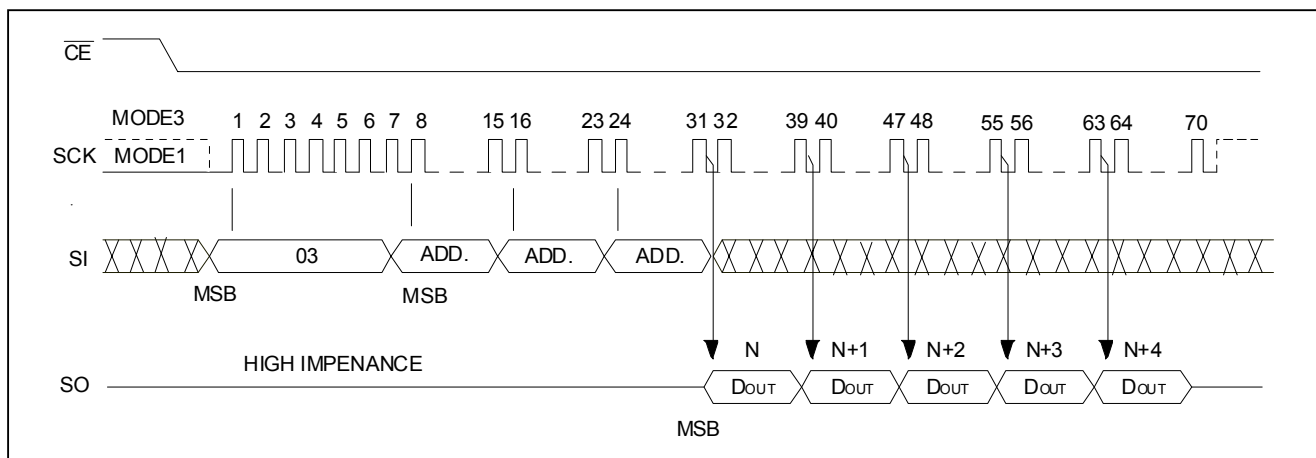 CE
MODE3
1 2 3 4 5 6 7 8 15 16 23 24 31 32 39 40 47 48 55 56 63 64 70
SCK MODE1
SI 03 ADD. ADD. ADD.
MSB MSB
HIGH IMPENANCE N N+1 N+2 N+3 N+4
SO DOUT DOUT DOUT DOUT DOUT
MSB